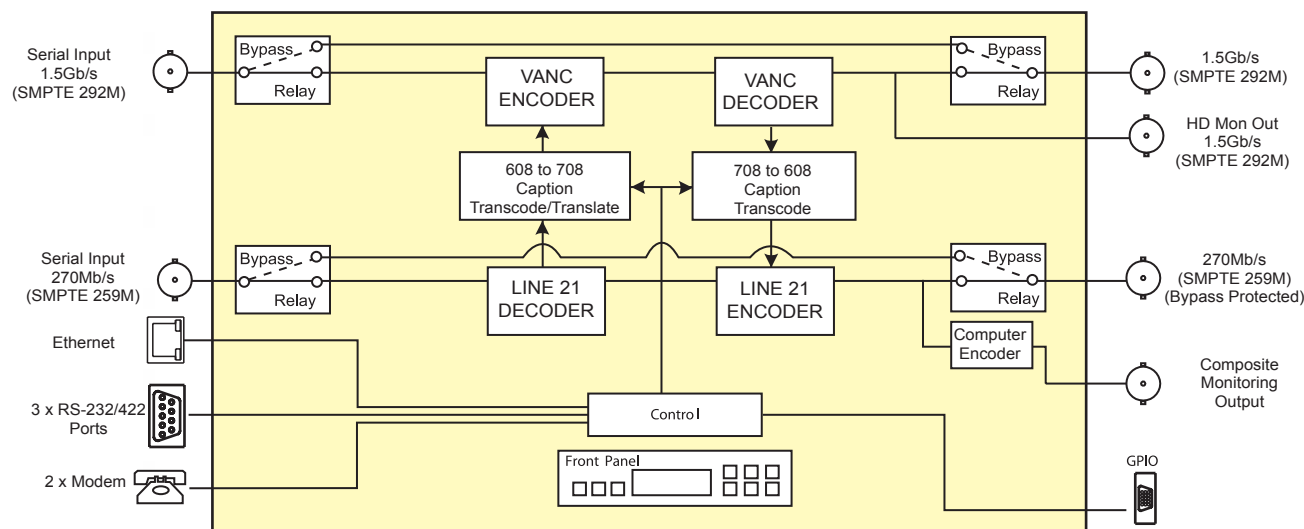 Serial Input
1.5Gb/s
(SMPTE 292M)
Bypass
Relay
VANC
ENCODER
VANC
DECODER
Bypass
Relay
1.5Gb/s
(SMPTE 292M)
HD Mon Out
1.5Gb/s
(SMPTE 292M)
608 to 708
Caption
Transcode/Translate
708 to 608
Caption
Transcode
Serial Input
270Mb/s
(SMPTE 259M)
Bypass
Relay
LINE 21
DECODER
LINE 21
ENCODER
Bypass
Relay
270Mb/s
(SMPTE 259M)
(Bypass Protected)
Ethernet
Computer
Encoder
Composite
Monitoring
Output
3 x RS-232/422
Ports
Control
2 x Modem
Front Panel
GPIO